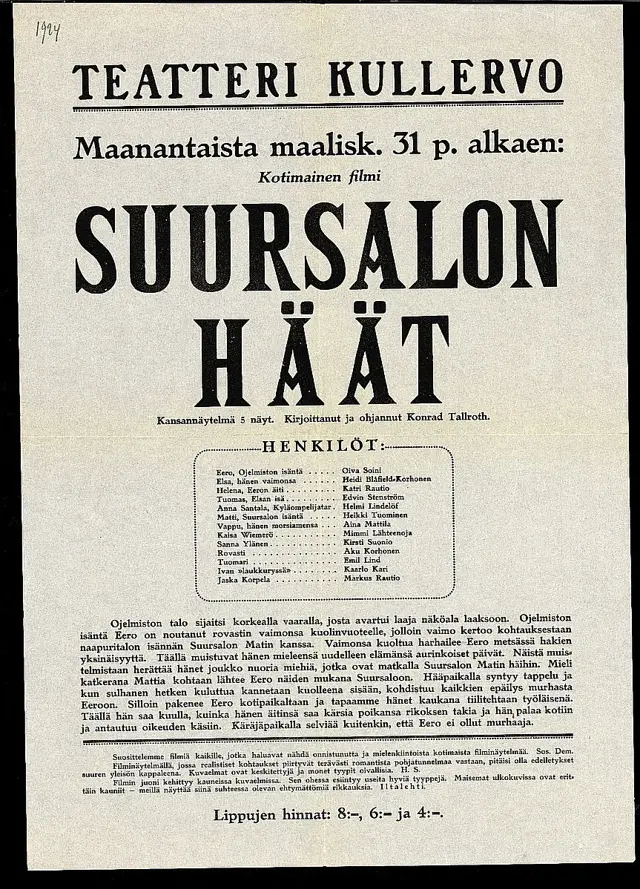 1924
TEATTERI KULLERVO
Maanantaista maalisk. 31 p. alkaen:
Kotimainen filmi
SUURSALON
HÄÄT
Kansannäytelmä 5 näyt. Kirjoittanut ja ohjannut Konrad Tallroth.
HENKILÖT:
Eero, Ojelmiston isäntä ..... Oiva Soini
Elsa, hänen vaimonsa ...... Heidi Blåfield-Korhonen
Helena, Eeron äiti ......... Katri Rautio
Tuomas, Elsan isä ......... Edwin Stenström
Anna Santala, Kyläompelijatar . Helmi Lindelöf
Matti, Suursalon isäntä ..... Heikki Tuominen
Vappu, hänen morsiamensa ... Aina Mattila
Kaisa Wiemerö ........... Mimmi Lähteenoja
Sanna Ylänen ............ Kirsti Suonio
Rovasti ................ Aku Korhonen
Tuomari ............... Emil Lind
Ivan »laukkuryssä» ........ Kaarlo Kari
Jaska Korpela ............ Markus Rautio
Ojelmiston talo sijaitsi korkealla vaaralla, josta avartui laaja näköala laaksoon. Ojelmiston
isäntä Eero on noutanut rovastin vaimonsa kuolinvuoteelle, jolloin vaimo kertoo kohtauksestaan
naapuritalon isännän Suursalon Matin kanssa. Vaimonsa kuoltua harhailee Eero metsässä hakien
yksinäisyyttä. Täällä muistuvat hänen mieleensä uudelleen elämänsä aurinkoiset päivät. Näistä muis-
telmistaan herättää hänet joukko nuoria miehiä, jotka ovat matkalla Suursalon Matin häihin. Mieli
katkerana Mattia kohtaan lähtee Eero näiden mukana Suursaloon. Hääpaikalla syntyy tappelu ja
kun sulhanen hetken kuluttua kannetaan kuolleena sisään, kohdistuu kaikkien epäilys murhasta
Eeroon. Silloin pakenee Eero kotipaikaltaan ja tapaamme hänet kaukana tiilitehtaan työläisenä.
Täällä hän saa kuulla, kuinka hänen äitinsä saa kärsiä poikansa rikoksen takia ja hän palaa kotiin
ja antautuu oikeuden käsiin. Käräjäpaikalla selviää kuitenkin, että Eero ei ollut murhaaja.
Suosittelemme filmiä kaikille, jotka haluavat nähdä onnistunutta ja mielenkiintoista kotimaista filminäytelmää. Sos. Dem.
Filminäytelmällä, jossa realistiset kohtaukset piirtyvät terävästi romantista pohjatunnelmaa vastaan, pitäisi olla edellytykset
suuren yleisön kappaleena. Kuvaelmat ovat keskitettyjä ja monet tyypit oivallisia. H. S.
Filmin juoni kehittyy kauneissa kuvaelmissa. Sen ohessa esiintyy useita hyviä tyyppejä. Maisemat ulkokuvissa ovat erit-
täin kauniit — meillä näyttää siinä suhteessa olevan ehtymättömiä rikkauksia. Iltalehti.
Lippujen hinnat: 8:-, 6:- ja 4:-.